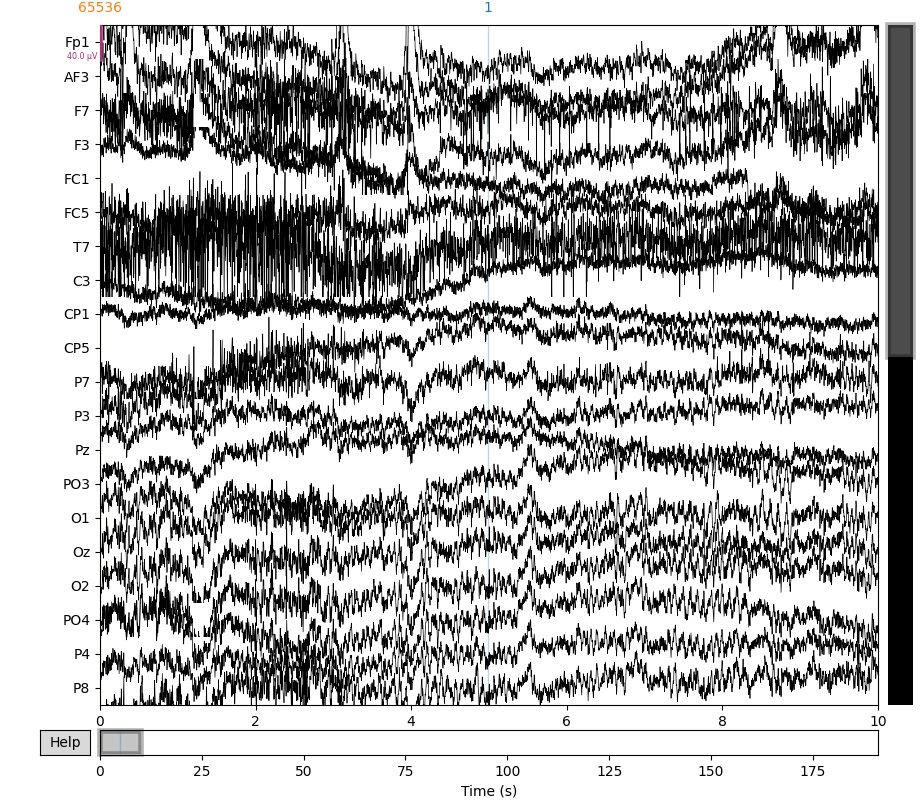 65536 1
Fp1
40.0 µV
AF3
F7
F3
FC1
FC5
T7
C3
CP1
CP5
P7
P3
Pz
PO3
O1
Oz
O2
PO4
P4
P8
0 2 4 6 8 10
Help
0 25 50 75 100 125 150 175
Time (s)